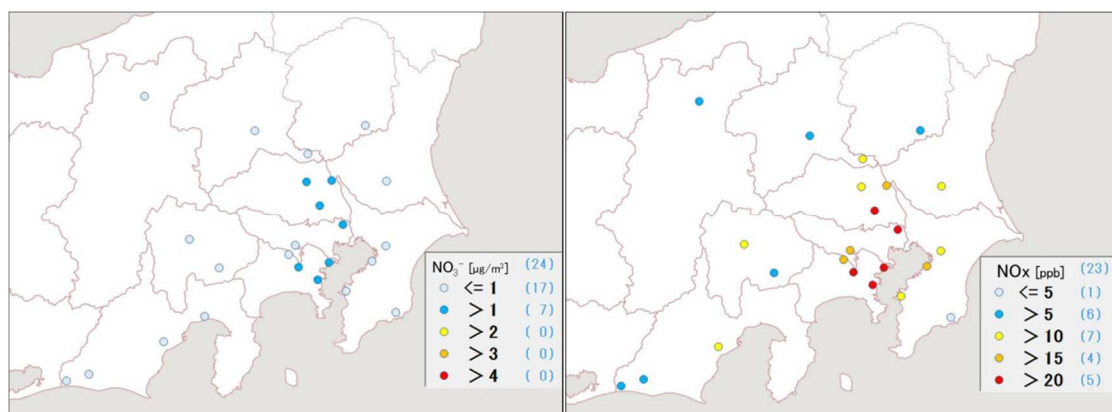 NO₃⁻ [μg/m³] (24)
<= 1 (17)
> 1 ( 7)
> 2 ( 0)
> 3 ( 0)
> 4 ( 0)
NOx [ppb] (23)
<= 5 (1)
> 5 (6)
> 10 (7)
> 15 (4)
> 20 (5)